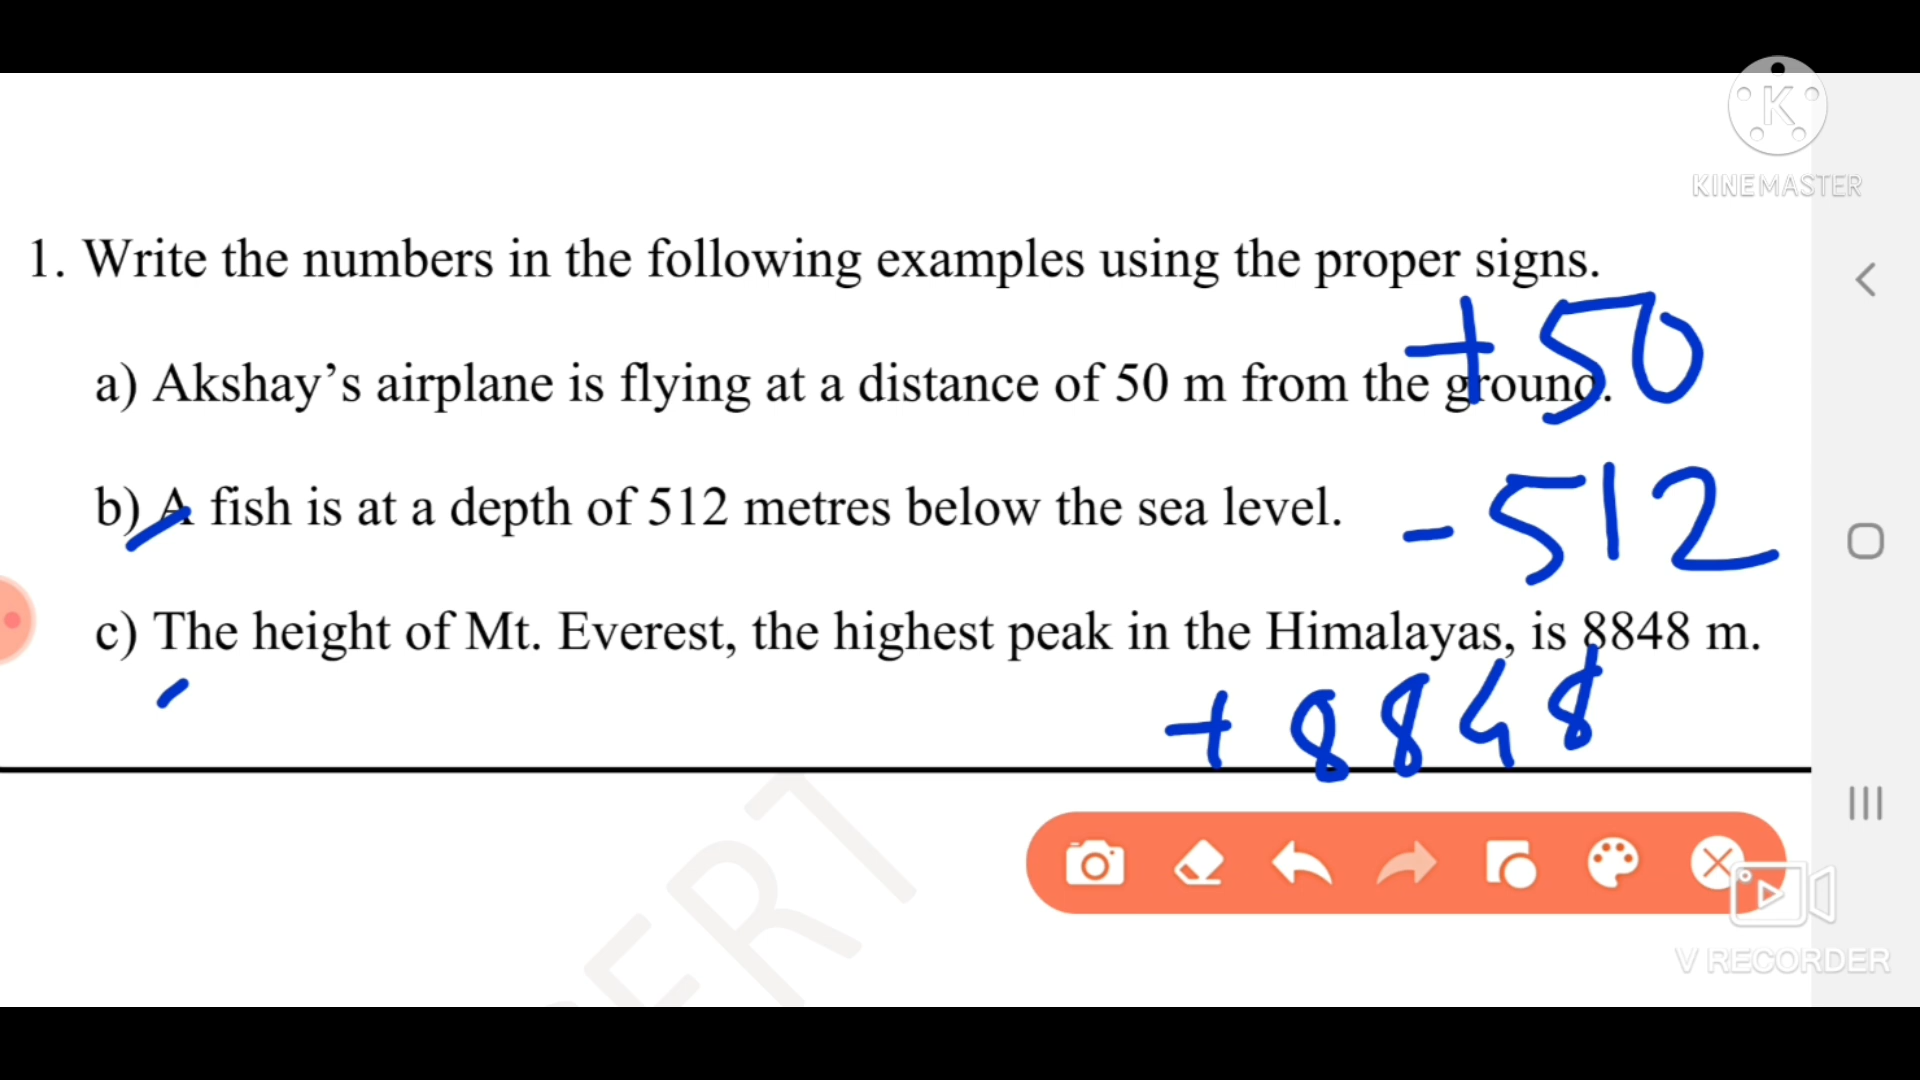 KINEMASTER
1. Write the numbers in the following examples using the proper signs.
+50
a) Akshay’s airplane is flying at a distance of 50 m from the ground.
b) A fish is at a depth of 512 metres below the sea level.
-512
c) The height of Mt. Everest, the highest peak in the Himalayas, is 8848 m.
+8848
ERT
V RECORDER